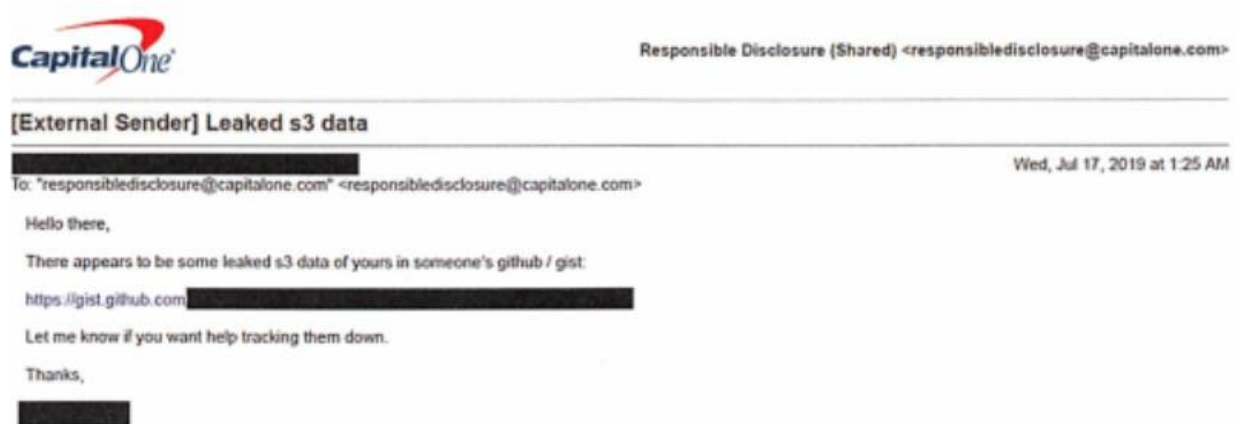 CapitalOne
Responsible Disclosure (Shared) <responsibledisclosure@capitalone.com>
[External Sender] Leaked s3 data
Wed, Jul 17, 2019 at 1:25 AM
To: "responsibledisclosure@capitalone.com" <responsibledisclosure@capitalone.com>
Hello there,
There appears to be some leaked s3 data of yours in someone's github / gist:
https://gist.github.com
Let me know if you want help tracking them down.
Thanks,